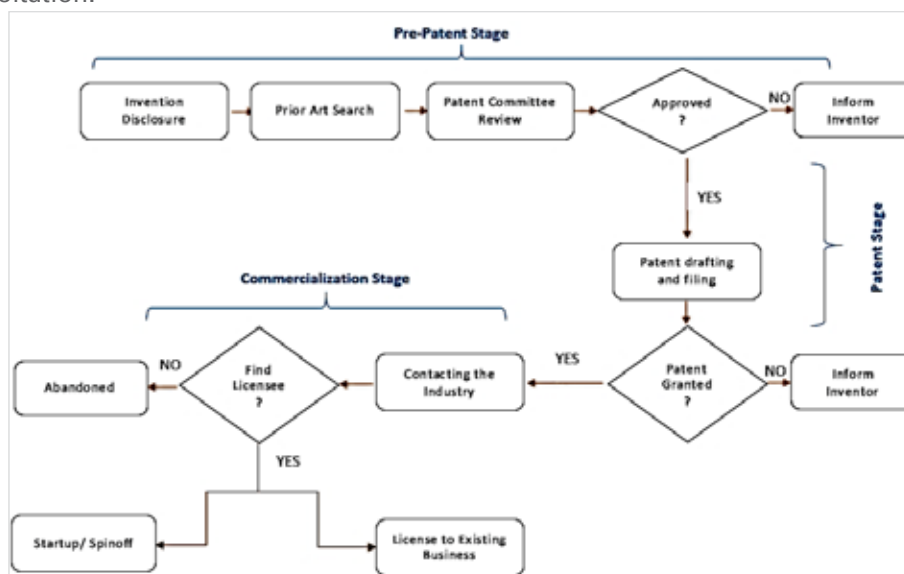 Pre-Patent Stage
Invention
Disclosure
Prior Art Search
Patent Committee
Review
Approved
?
NO
Inform
Inventor
YES
Patent Stage
Patent drafting
and filing
Commercialization Stage
Patent
Granted
?
NO
Inform
Inventor
YES
Contacting the
Industry
Find
Licensee
?
NO
Abandoned
YES
Startup/ Spinoff
License to Existing
Business